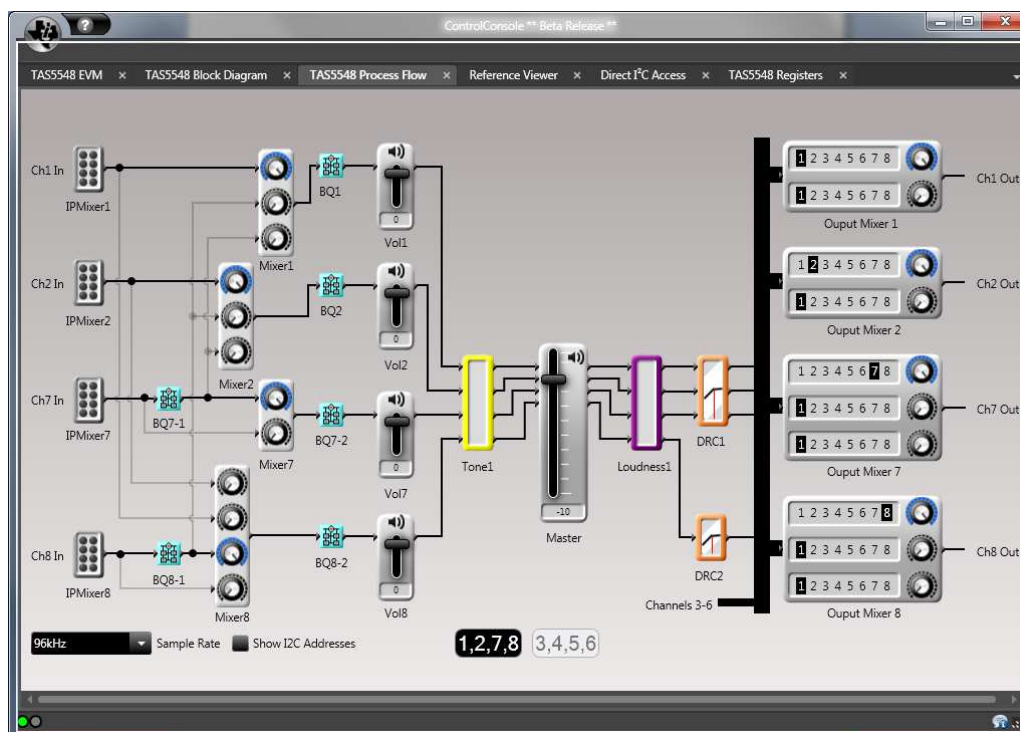 ControlConsole ** Beta Release **
?
TAS5548 EVM × TAS5548 Block Diagram × TAS5548 Process Flow × Reference Viewer × Direct I²C Access × TAS5548 Registers ×
Ch1 In
IPMixer1
Mixer1
BQ1
0
Vol1
Ch2 In
IPMixer2
Mixer2
BQ2
0
Vol2
Ch7 In
IPMixer7
BQ7-1
Mixer7
BQ7-2
0
Vol7
Ch8 In
IPMixer8
BQ8-1
Mixer8
BQ8-2
0
Vol8
Tone1
-10
Master
Loudness1
DRC1
DRC2
Channels 3-6
1 2 3 4 5 6 7 8
1 2 3 4 5 6 7 8
Ouput Mixer 1
Ch1 Out
1 2 3 4 5 6 7 8
1 2 3 4 5 6 7 8
Ouput Mixer 2
Ch2 Out
1 2 3 4 5 6 7 8
1 2 3 4 5 6 7 8
1 2 3 4 5 6 7 8
Ouput Mixer 7
Ch7 Out
1 2 3 4 5 6 7 8
1 2 3 4 5 6 7 8
1 2 3 4 5 6 7 8
Ouput Mixer 8
Ch8 Out
96kHz Sample Rate Show I2C Addresses
1,2,7,8 3,4,5,6